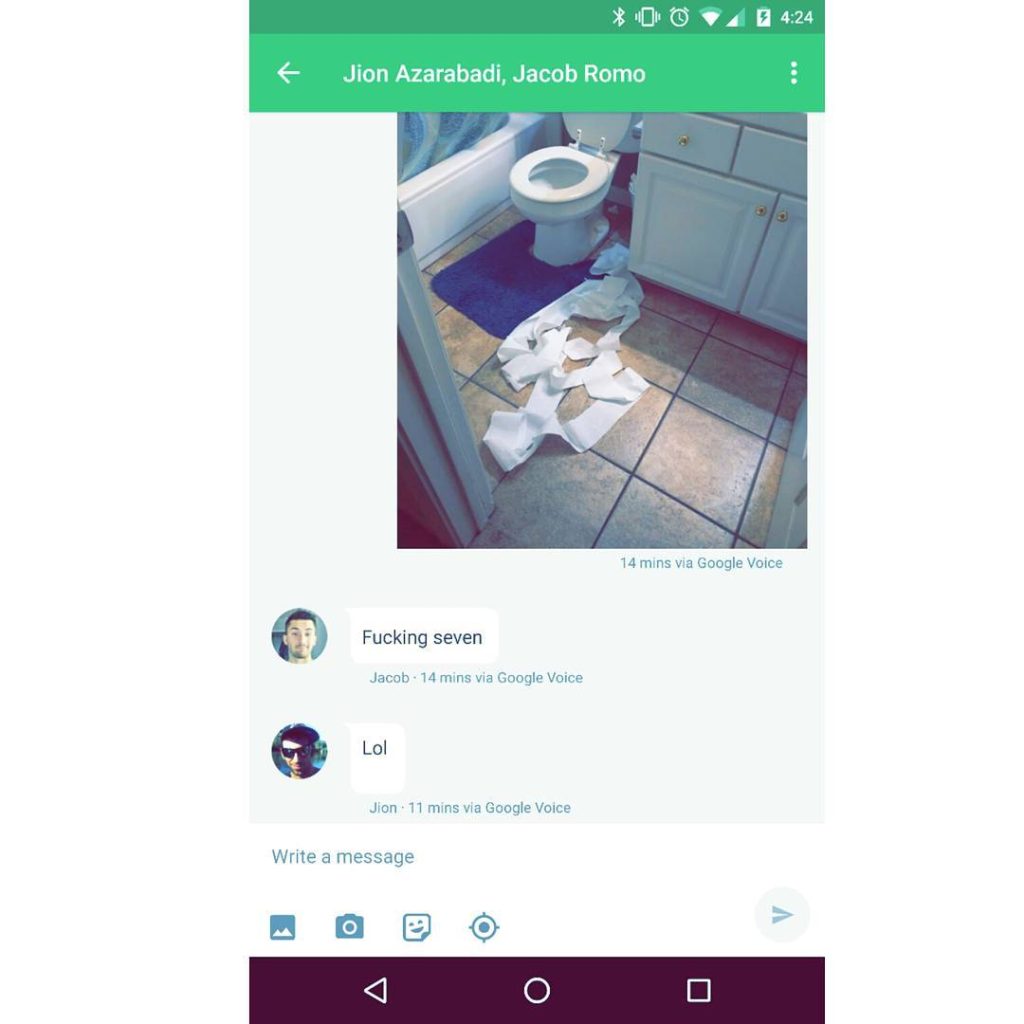 4:24
Jion Azarabadi, Jacob Romo
14 mins via Google Voice
Fucking seven
Jacob · 14 mins via Google Voice
Lol
Jion · 11 mins via Google Voice
Write a message